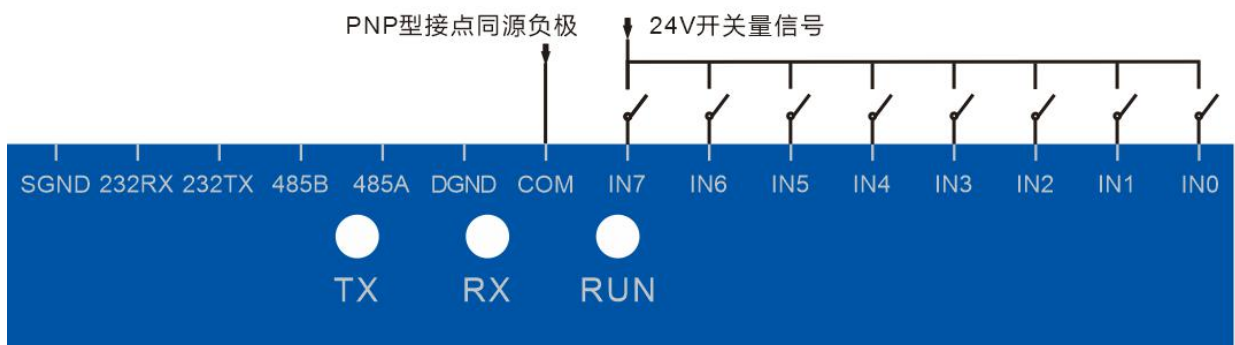 PNP型接点同源负极 24V开关量信号
SGND 232RX 232TX 485B 485A DGND COM IN7 IN6 IN5 IN4 IN3 IN2 IN1 IN0
TX RX RUN